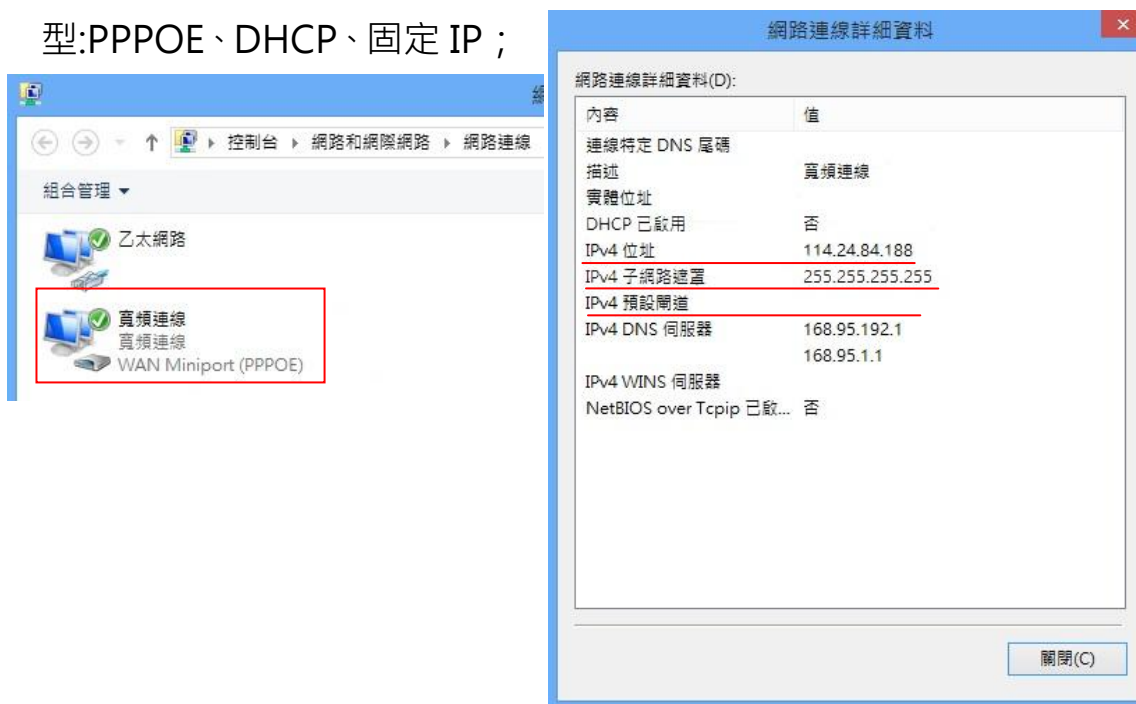 型:PPPOE、DHCP、固定 IP；
控制台 ▸ 網路和網際網路 ▸ 網路連線
組合管理
乙太網路
寬頻連線
寬頻連線
WAN Miniport (PPPOE)
網路連線詳細資料
網路連線詳細資料(D):
內容 值
連線特定 DNS 尾碼
描述 寬頻連線
實體位址
DHCP 已啟用 否
IPv4 位址 114.24.84.188
IPv4 子網路遮罩 255.255.255.255
IPv4 預設閘道
IPv4 DNS 伺服器 168.95.192.1
168.95.1.1
IPv4 WINS 伺服器
NetBIOS over Tcpip 已啟... 否
關閉(C)